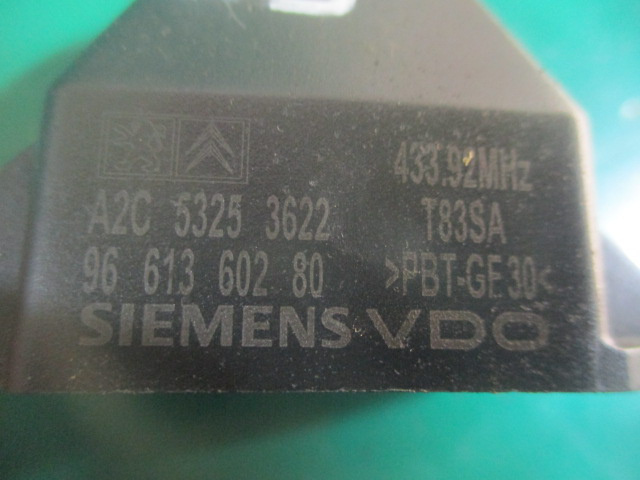 433.92MHz
A2C 5325 3622 T83SA
96 613 602 80 >PBT-GE30<
SIEMENS VDO